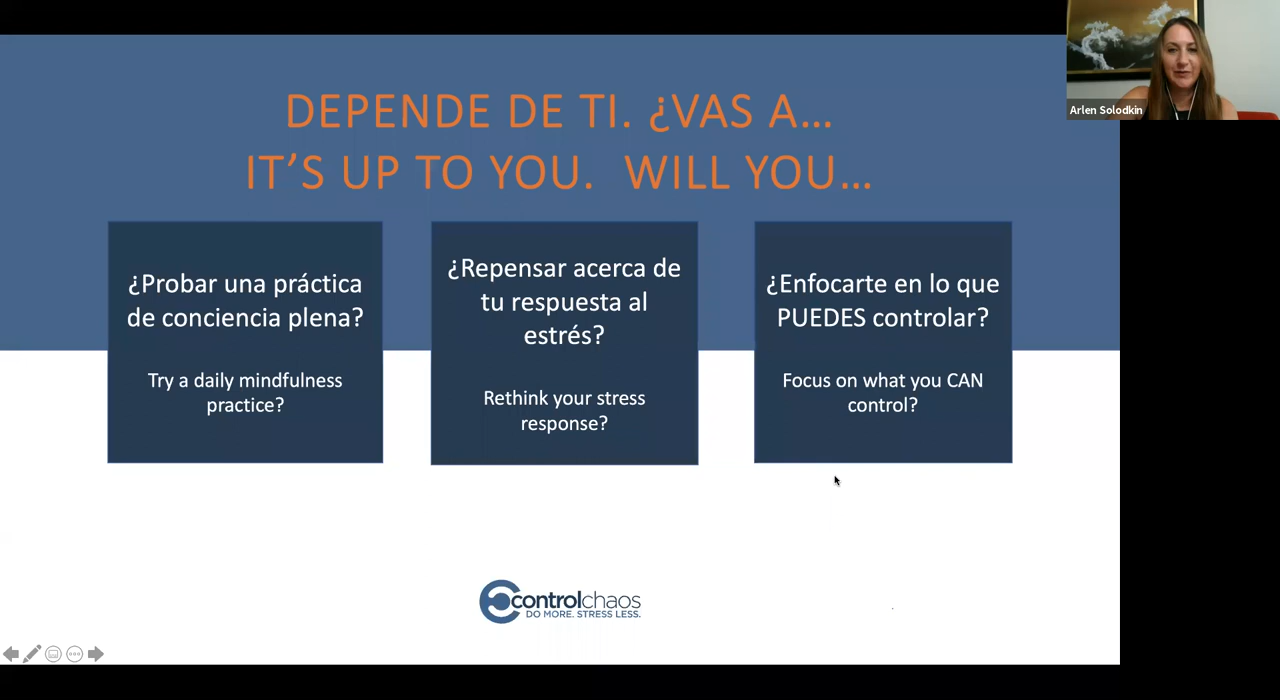 Arlen Solodkin
DEPENDE DE TI. ¿VAS A…
IT’S UP TO YOU.  WILL YOU…
¿Probar una práctica
de conciencia plena?
Try a daily mindfulness
practice?
¿Repensar acerca de
tu respuesta al
estrés?
Rethink your stress
response?
¿Enfocarte en lo que
PUEDES controlar?
Focus on what you CAN
control?
controlchaos
DO MORE. STRESS LESS.